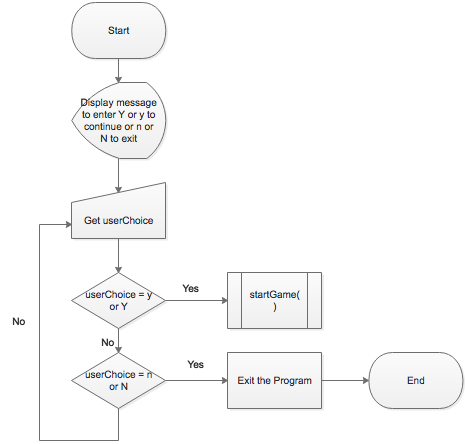 Start
Display message
to enter Y or y to
continue or n or
N to exit
Get userChoice
userChoice = y
or Y
Yes
startGame(
)
No
No
userChoice = n
or N
Yes
Exit the Program
End